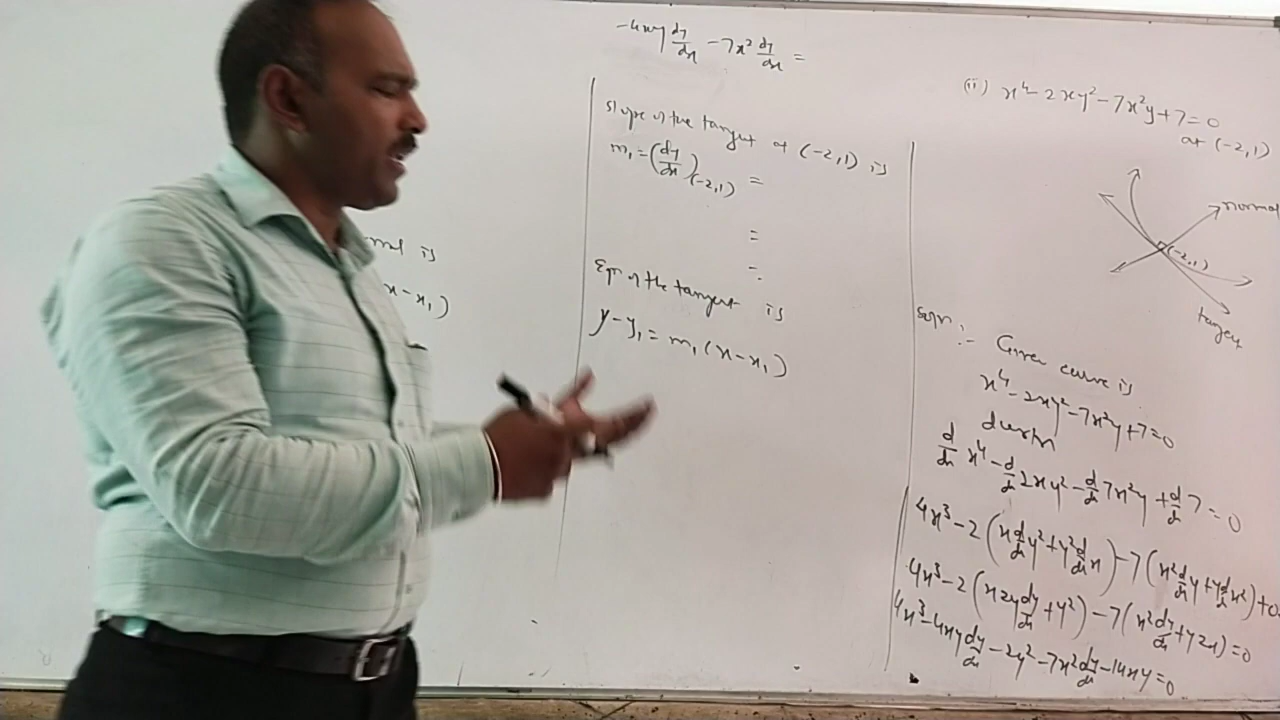 (ii) x⁴ - 2xy² - 7x²y + 7 = 0
at (-2,1)
normal
(-2,1)
tangent
Soln :- Given curve is
x⁴ - 2xy² - 7x²y + 7 = 0
d w r to x
d/dx x⁴ - d/dx 2xy² - d/dx 7x²y + d/dx 7 = 0
4x³ - 2(x d/dx y² + y² d/dx x) - 7(x² d/dx y + y d/dx x²) + 0
4x³ - 2(x 2y dy/dx + y²) - 7(x² dy/dx + y 2x) = 0
4x³ - 4xy dy/dx - 2y² - 7x² dy/dx - 14xy = 0
-4xy dy/dx - 7x² dy/dx =
Slope of the tangent at (-2,1) is
m₁ = (dy/dx)(-2,1) =
=
=
Eqn of the tangent is
y - y₁ = m₁ (x - x₁)
is
x - x₁)